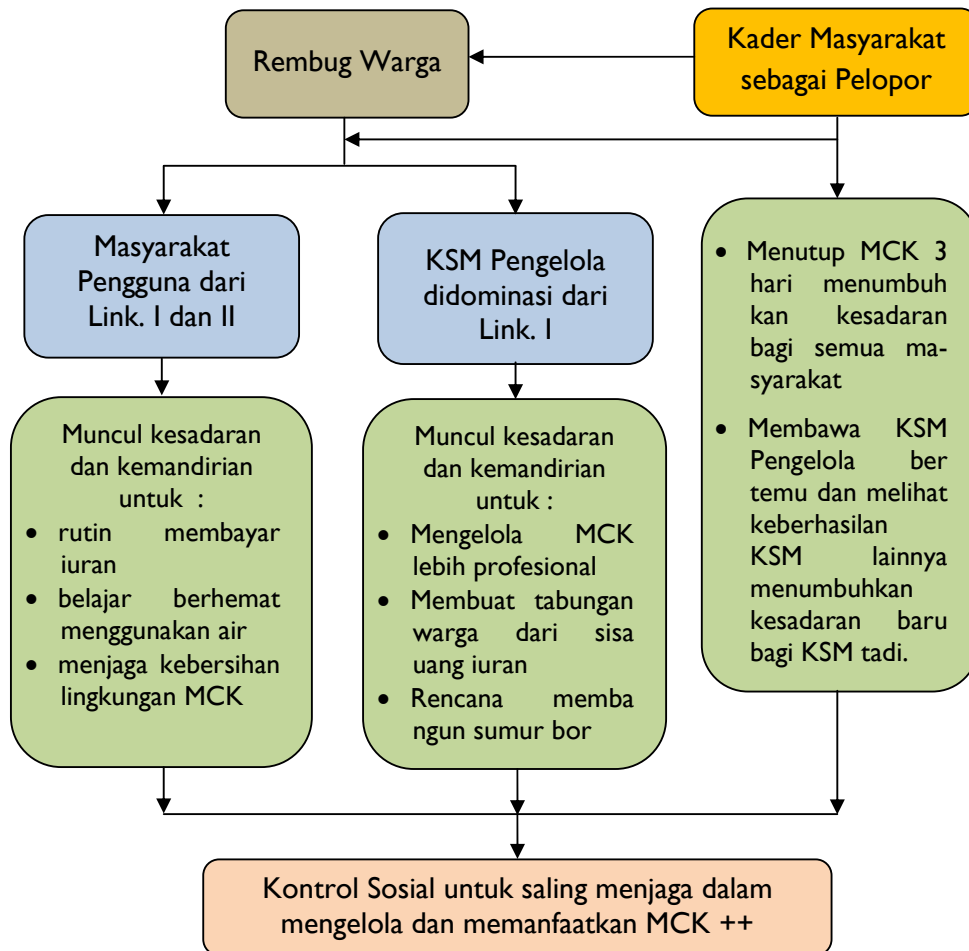 Rembug Warga
Kader Masyarakat
sebagai Pelopor
Masyarakat
Pengguna dari
Link. I dan II
KSM Pengelola
didominasi dari
Link. I
• Menutup MCK 3
hari menumbuh
kan kesadaran
bagi semua ma-
syarakat
• Membawa KSM
Pengelola ber
temu dan melihat
keberhasilan
KSM lainnya
menumbuhkan
kesadaran baru
bagi KSM tadi.
Muncul kesadaran
dan kemandirian
untuk :
• rutin membayar
iuran
• belajar berhemat
menggunakan air
• menjaga kebersihan
lingkungan MCK
Muncul kesadaran
dan kemandirian
untuk :
• Mengelola MCK
lebih profesional
• Membuat tabungan
warga dari sisa
uang iuran
• Rencana memba
ngun sumur bor
Kontrol Sosial untuk saling menjaga dalam
mengelola dan memanfaatkan MCK ++